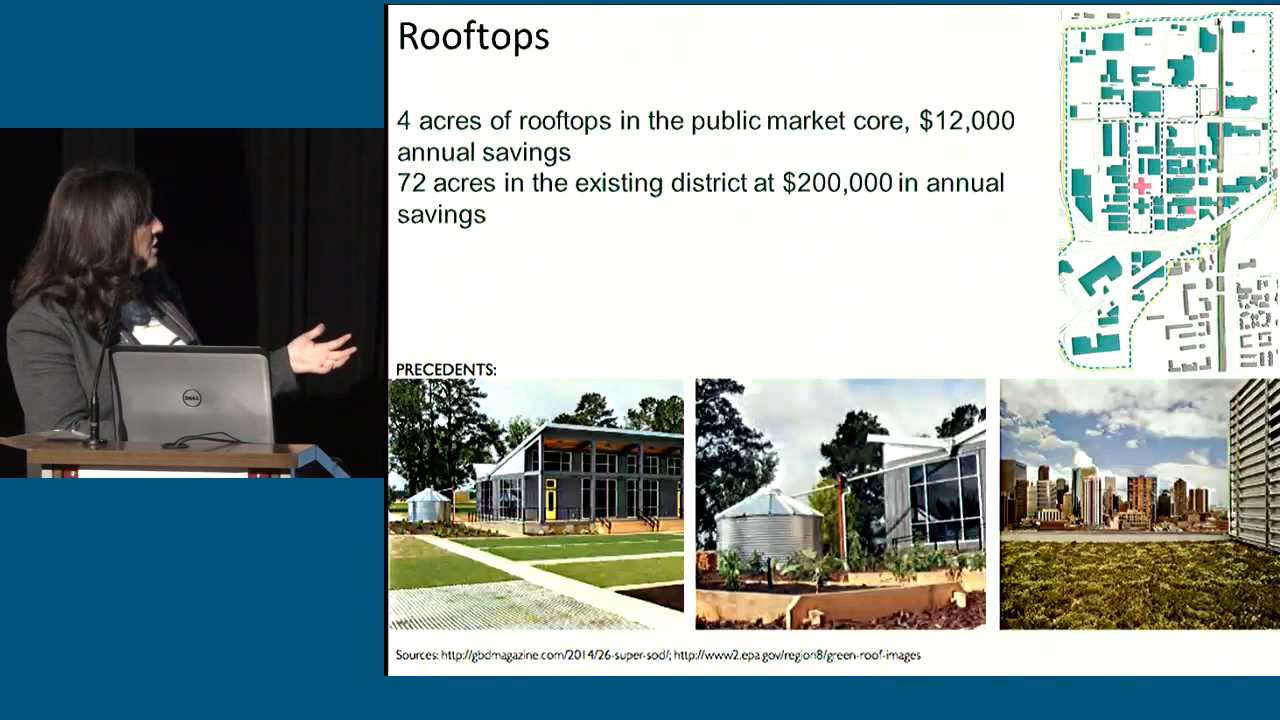 Rooftops
4 acres of rooftops in the public market core, $12,000
annual savings
72 acres in the existing district at $200,000 in annual
savings
PRECEDENTS:
DELL
Sources: http://gbdmagazine.com/2014/26-super-sod/; http://www2.epa.gov/region8/green-roof-images